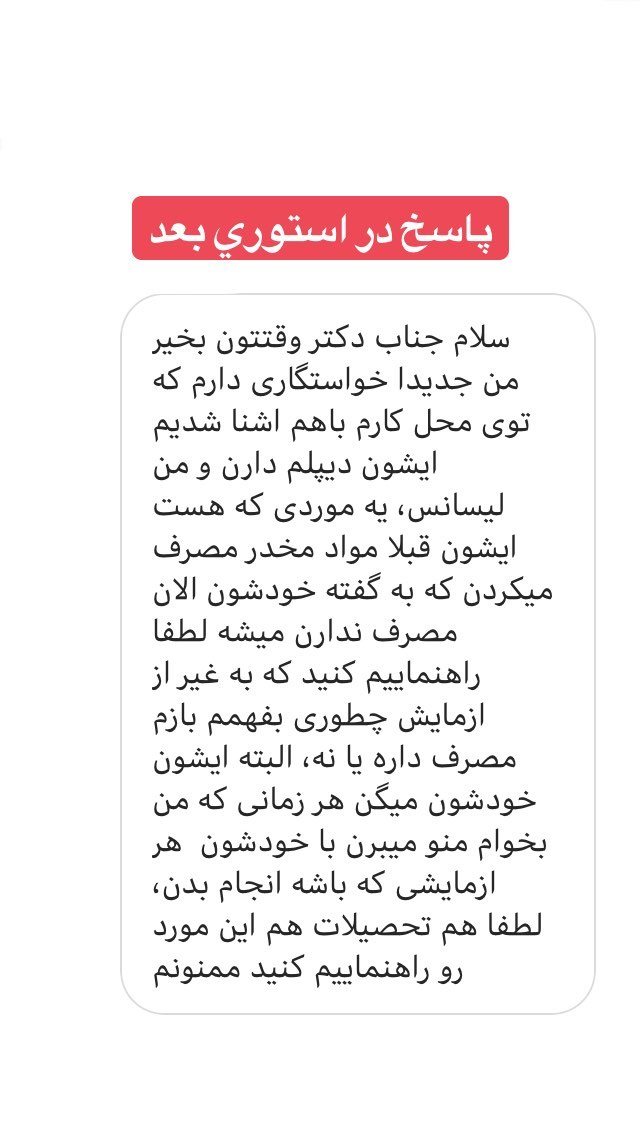 پاسخ در استوري بعد
سلام جناب دکتر وقتتون بخیر
من جدیدا خواستگاری دارم که
توی محل کارم باهم اشنا شدیم
ایشون دیپلم دارن و من
لیسانس، یه موردی که هست
ایشون قبلا مواد مخدر مصرف
میکردن که به گفته خودشون الان
مصرف ندارن میشه لطفا
راهنماییم کنید که به غیر از
ازمایش چطوری بفهمم بازم
مصرف داره یا نه، البته ایشون
خودشون میگن هر زمانی که من
بخوام منو میبرن با خودشون  هر
ازمایشی که باشه انجام بدن،
لطفا هم تحصیلات هم این مورد
رو راهنماییم کنید ممنونم